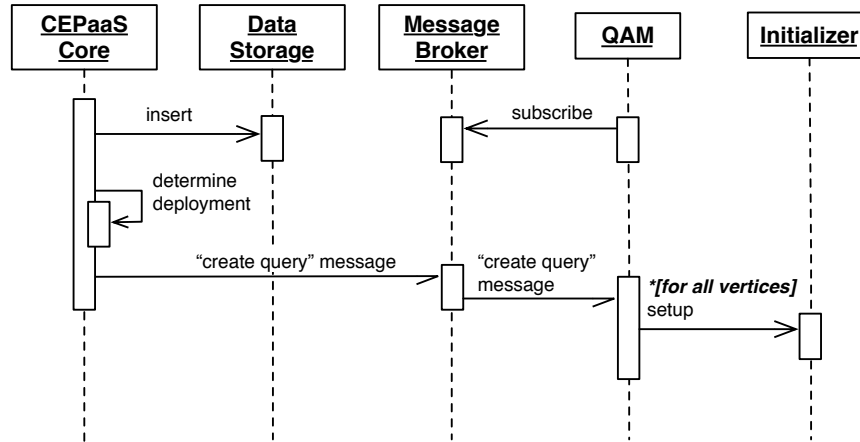 CEPaaS
Core
Data
Storage
Message
Broker
QAM
Initializer
insert
subscribe
determine
deployment
“create query” message
“create query”
message
*[for all vertices]
setup